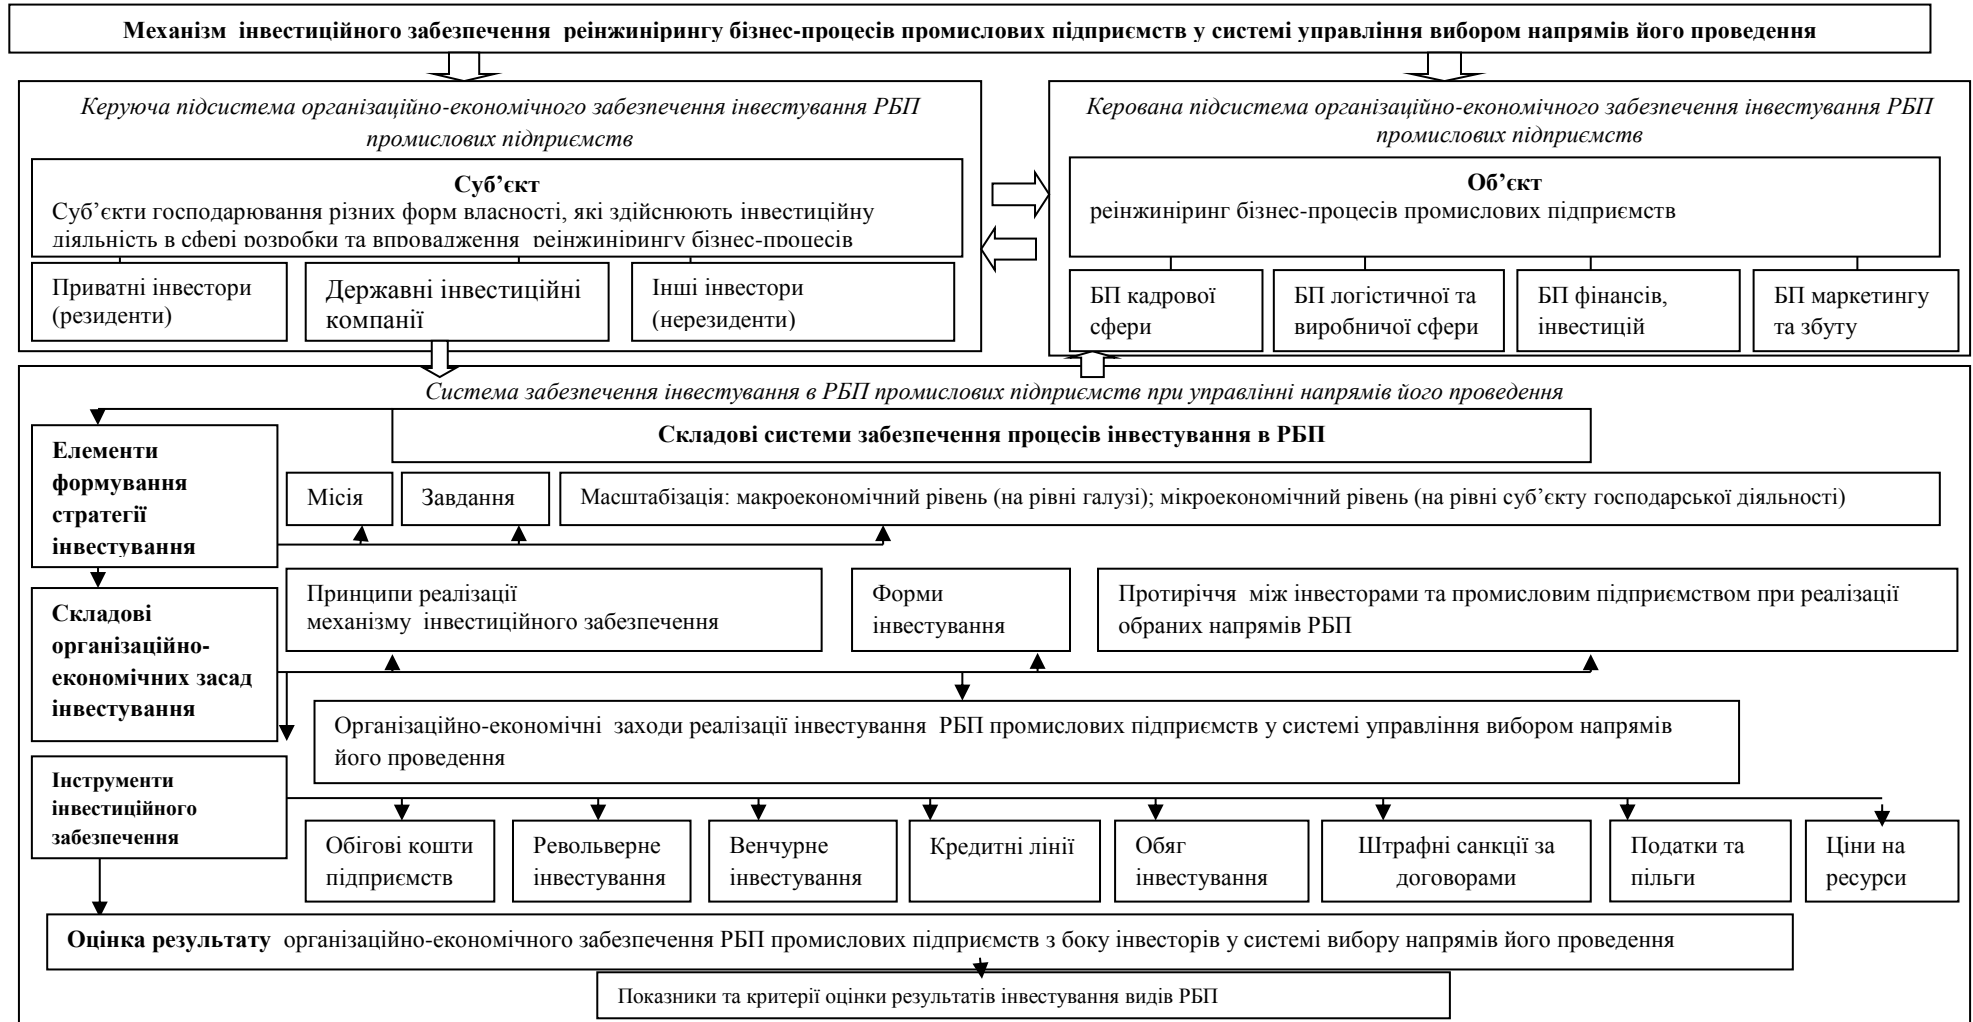 Механізм інвестиційного забезпечення реінжинірингу бізнес-процесів промислових підприємств у системі управління вибором напрямів його проведення
Керуюча підсистема організаційно-економічного забезпечення інвестування РБП
промислових підприємств
Суб’єкт
Суб’єкти господарювання різних форм власності, які здійснюють інвестиційну
діяльність в сфері розробки та впровадження реінжинірингу бізнес-процесів
Приватні інвестори
(резиденти)
Державні інвестиційні
компанії
Інші інвестори
(нерезиденти)
Керована підсистема організаційно-економічного забезпечення інвестування РБП
промислових підприємств
Об’єкт
реінжиніринг бізнес-процесів промислових підприємств
БП кадрової
сфери
БП логістичної та
виробничої сфери
БП фінансів,
інвестицій
БП маркетингу
та збуту
Система забезпечення інвестування в РБП промислових підприємств при управлінні напрямів його проведення
Складові системи забезпечення процесів інвестування в РБП
Елементи
формування
стратегії
інвестування
Місія
Завдання
Масштабізація: макроекономічний рівень (на рівні галузі); мікроекономічний рівень (на рівні суб’єкту господарської діяльності)
Складові
організаційно-
економічних засад
інвестування
Принципи реалізації
механізму інвестиційного забезпечення
Форми
інвестування
Протиріччя між інвесторами та промисловим підприємством при реалізації
обраних напрямів РБП
Організаційно-економічні заходи реалізації інвестування РБП промислових підприємств у системі управління вибором напрямів
його проведення
Інструменти
інвестиційного
забезпечення
Обігові кошти
підприємств
Револьверне
інвестування
Венчурне
інвестування
Кредитні лінії
Обяг
інвестування
Штрафні санкції за
договорами
Податки та
пільги
Ціни на
ресурси
Оцінка результату організаційно-економічного забезпечення РБП промислових підприємств з боку інвесторів у системі вибору напрямів його проведення
Показники та критерії оцінки результатів інвестування видів РБП